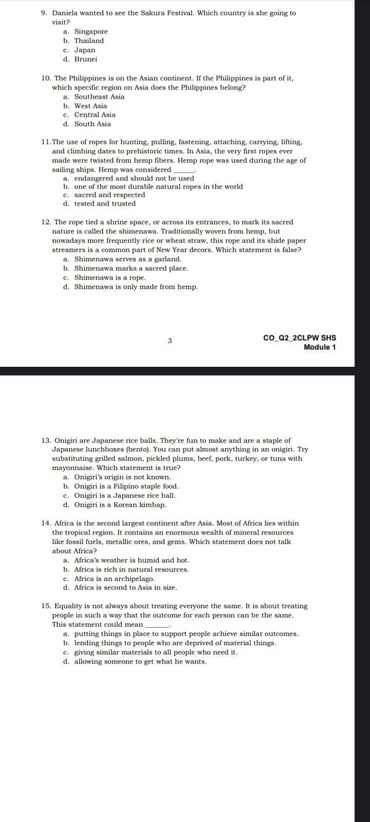 9. Daniela wanted to see the Sakura Festival. Which country is she going to
visit?
a. Singapore
b. Thailand
c. Japan
d. Brunei
10. The Philippines is on the Asian continent. If the Philippines is part of it,
which specific region on Asia does the Philippines belong?
a. Southeast Asia
b. West Asia
c. Central Asia
d. South Asia
11.The use of ropes for hunting, pulling, fastening, attaching, carrying, lifting,
and climbing dates to prehistoric times. In Asia, the very first ropes ever
made were twisted from hemp fibers. Hemp rope was used during the age of
sailing ships. Hemp was considered ______.
a. endangered and should not be used
b. one of the most durable natural ropes in the world
c. sacred and respected
d. tested and trusted
12. The rope tied a shrine space, or across its entrances, to mark its sacred
nature is called the shimenawa. Traditionally woven from hemp, but
nowadays more frequently rice or wheat straw, this rope and its shide paper
streamers is a common part of New Year decors. Which statement is false?
a. Shimenawa serves as a garland.
b. Shimenawa marks a sacred place.
c. Shimenawa is a rope.
d. Shimenawa is only made from hemp.
3
CO_Q2_2CLPW SHS
Module 1
13. Onigiri are Japanese rice balls. They're fun to make and are a staple of
Japanese lunchboxes (bento). You can put almost anything in an onigiri. Try
substituting grilled salmon, pickled plums, beef, pork, turkey, or tuna with
mayonnaise. Which statement is true?
a. Onigiri's origin is not known.
b. Onigiri is a Filipino staple food.
c. Onigiri is a Japanese rice ball.
d. Onigiri is a Korean kimbap.
14. Africa is the second largest continent after Asia. Most of Africa lies within
the tropical region. It contains an enormous wealth of mineral resources
like fossil fuels, metallic ores, and gems. Which statement does not talk
about Africa?
a. Africa's weather is humid and hot.
b. Africa is rich in natural resources.
c. Africa is an archipelago.
d. Africa is second to Asia in size.
15. Equality is not always about treating everyone the same. It is about treating
people in such a way that the outcome for each person can be the same.
This statement could mean _______.
a. putting things in place to support people achieve similar outcomes.
b. lending things to people who are deprived of material things.
c. giving similar materials to all people who need it.
d. allowing someone to get what he wants.